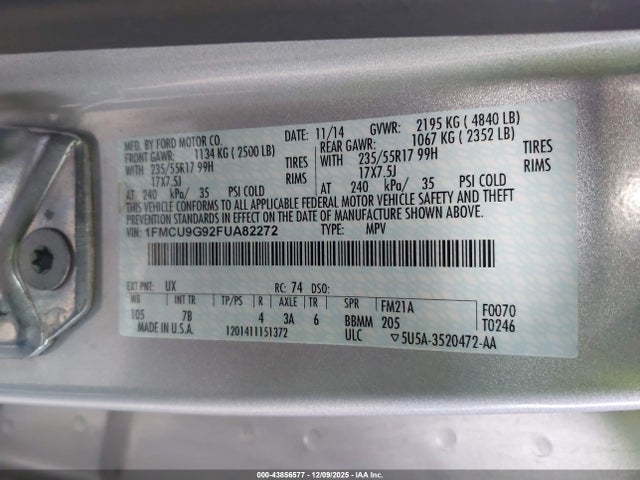 MFD. BY FORD MOTOR CO.
DATE: 11/14 GVWR: 2195 KG ( 4840 LB)
FRONT GAWR: 1134 KG ( 2500 LB)
REAR GAWR: 1067 KG ( 2352 LB)
WITH 235/55R17 99H TIRES
WITH 235/55R17 99H TIRES
17X7.5J RIMS
17X7.5J RIMS
AT 240 kPa/ 35 PSI COLD
AT 240 kPa/ 35 PSI COLD
THIS VEHICLE CONFORMS TO ALL APPLICABLE FEDERAL MOTOR VEHICLE SAFETY AND THEFT
PREVENTION STANDARDS IN EFFECT ON THE DATE OF MANUFACTURE SHOWN ABOVE.
VIN: 1FMCU9G92FUA82272
TYPE: MPV
EXT PNT: UX RC: 74 DSO:
WB INT TR TP/PS R AXLE TR SPR FM21A F0070
105 7B 4 3A 6 BBMM 205 T0246
MADE IN U.S.A. 1201411151372 ULC ▽5U5A-3520472-AA
000-43856577 - 12/09/2025 - IAA Inc.